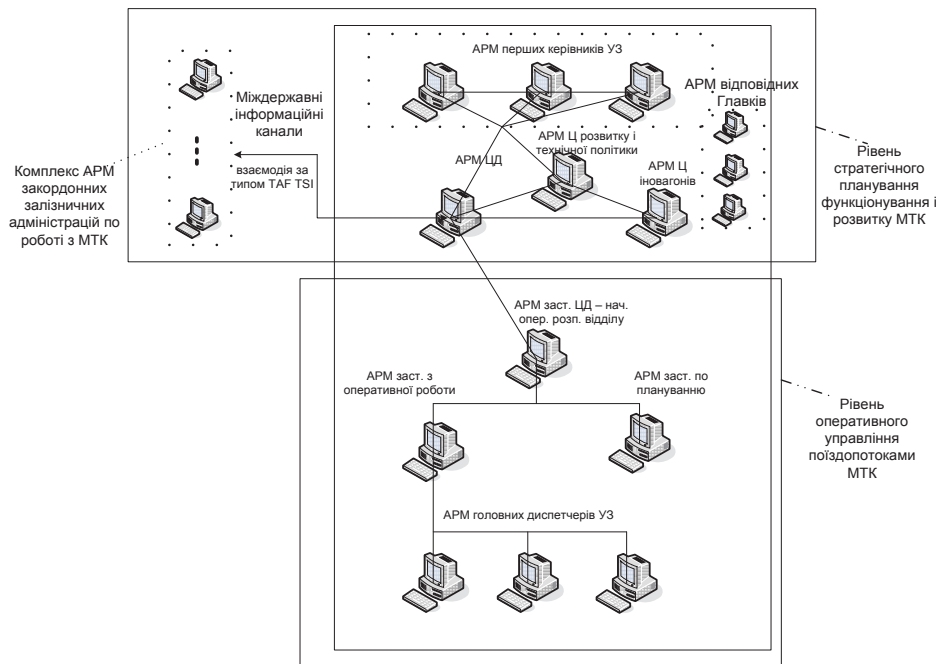 АРМ перших керівників УЗ
Міждержавні
інформаційні
канали
АРМ відповідних
Главків
взаємодія за
типом TAF TSI
АРМ ЦД
АРМ Ц розвитку і
технічної політики
АРМ Ц
іновагонів
Комплекс АРМ
закордонних
залізничних
адміністрацій по
роботі з МТК
Рівень
стратегічного
планування
функціонування і
розвитку МТК
АРМ заст. ЦД – нач.
опер. розп. відділу
АРМ заст. з
оперативної роботи
АРМ заст. по
плануванню
Рівень
оперативного
управління
поїздопотоками
МТК
АРМ головних диспетчерів УЗ